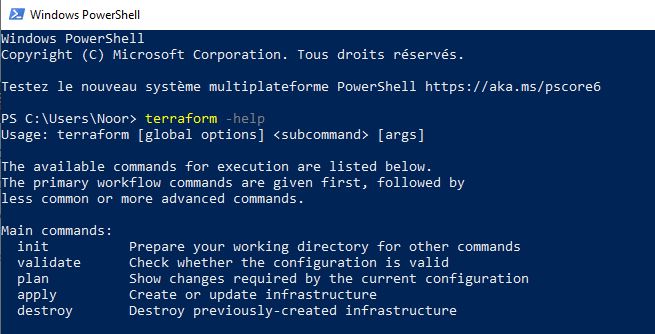 Windows PowerShell
Windows PowerShell
Copyright (C) Microsoft Corporation. Tous droits réservés.
Testez le nouveau système multiplateforme PowerShell https://aka.ms/pscore6
PS C:\Users\Noor> terraform -help
Usage: terraform [global options] <subcommand> [args]
The available commands for execution are listed below.
The primary workflow commands are given first, followed by
less common or more advanced commands.
Main commands:
  init          Prepare your working directory for other commands
  validate      Check whether the configuration is valid
  plan          Show changes required by the current configuration
  apply         Create or update infrastructure
  destroy       Destroy previously-created infrastructure